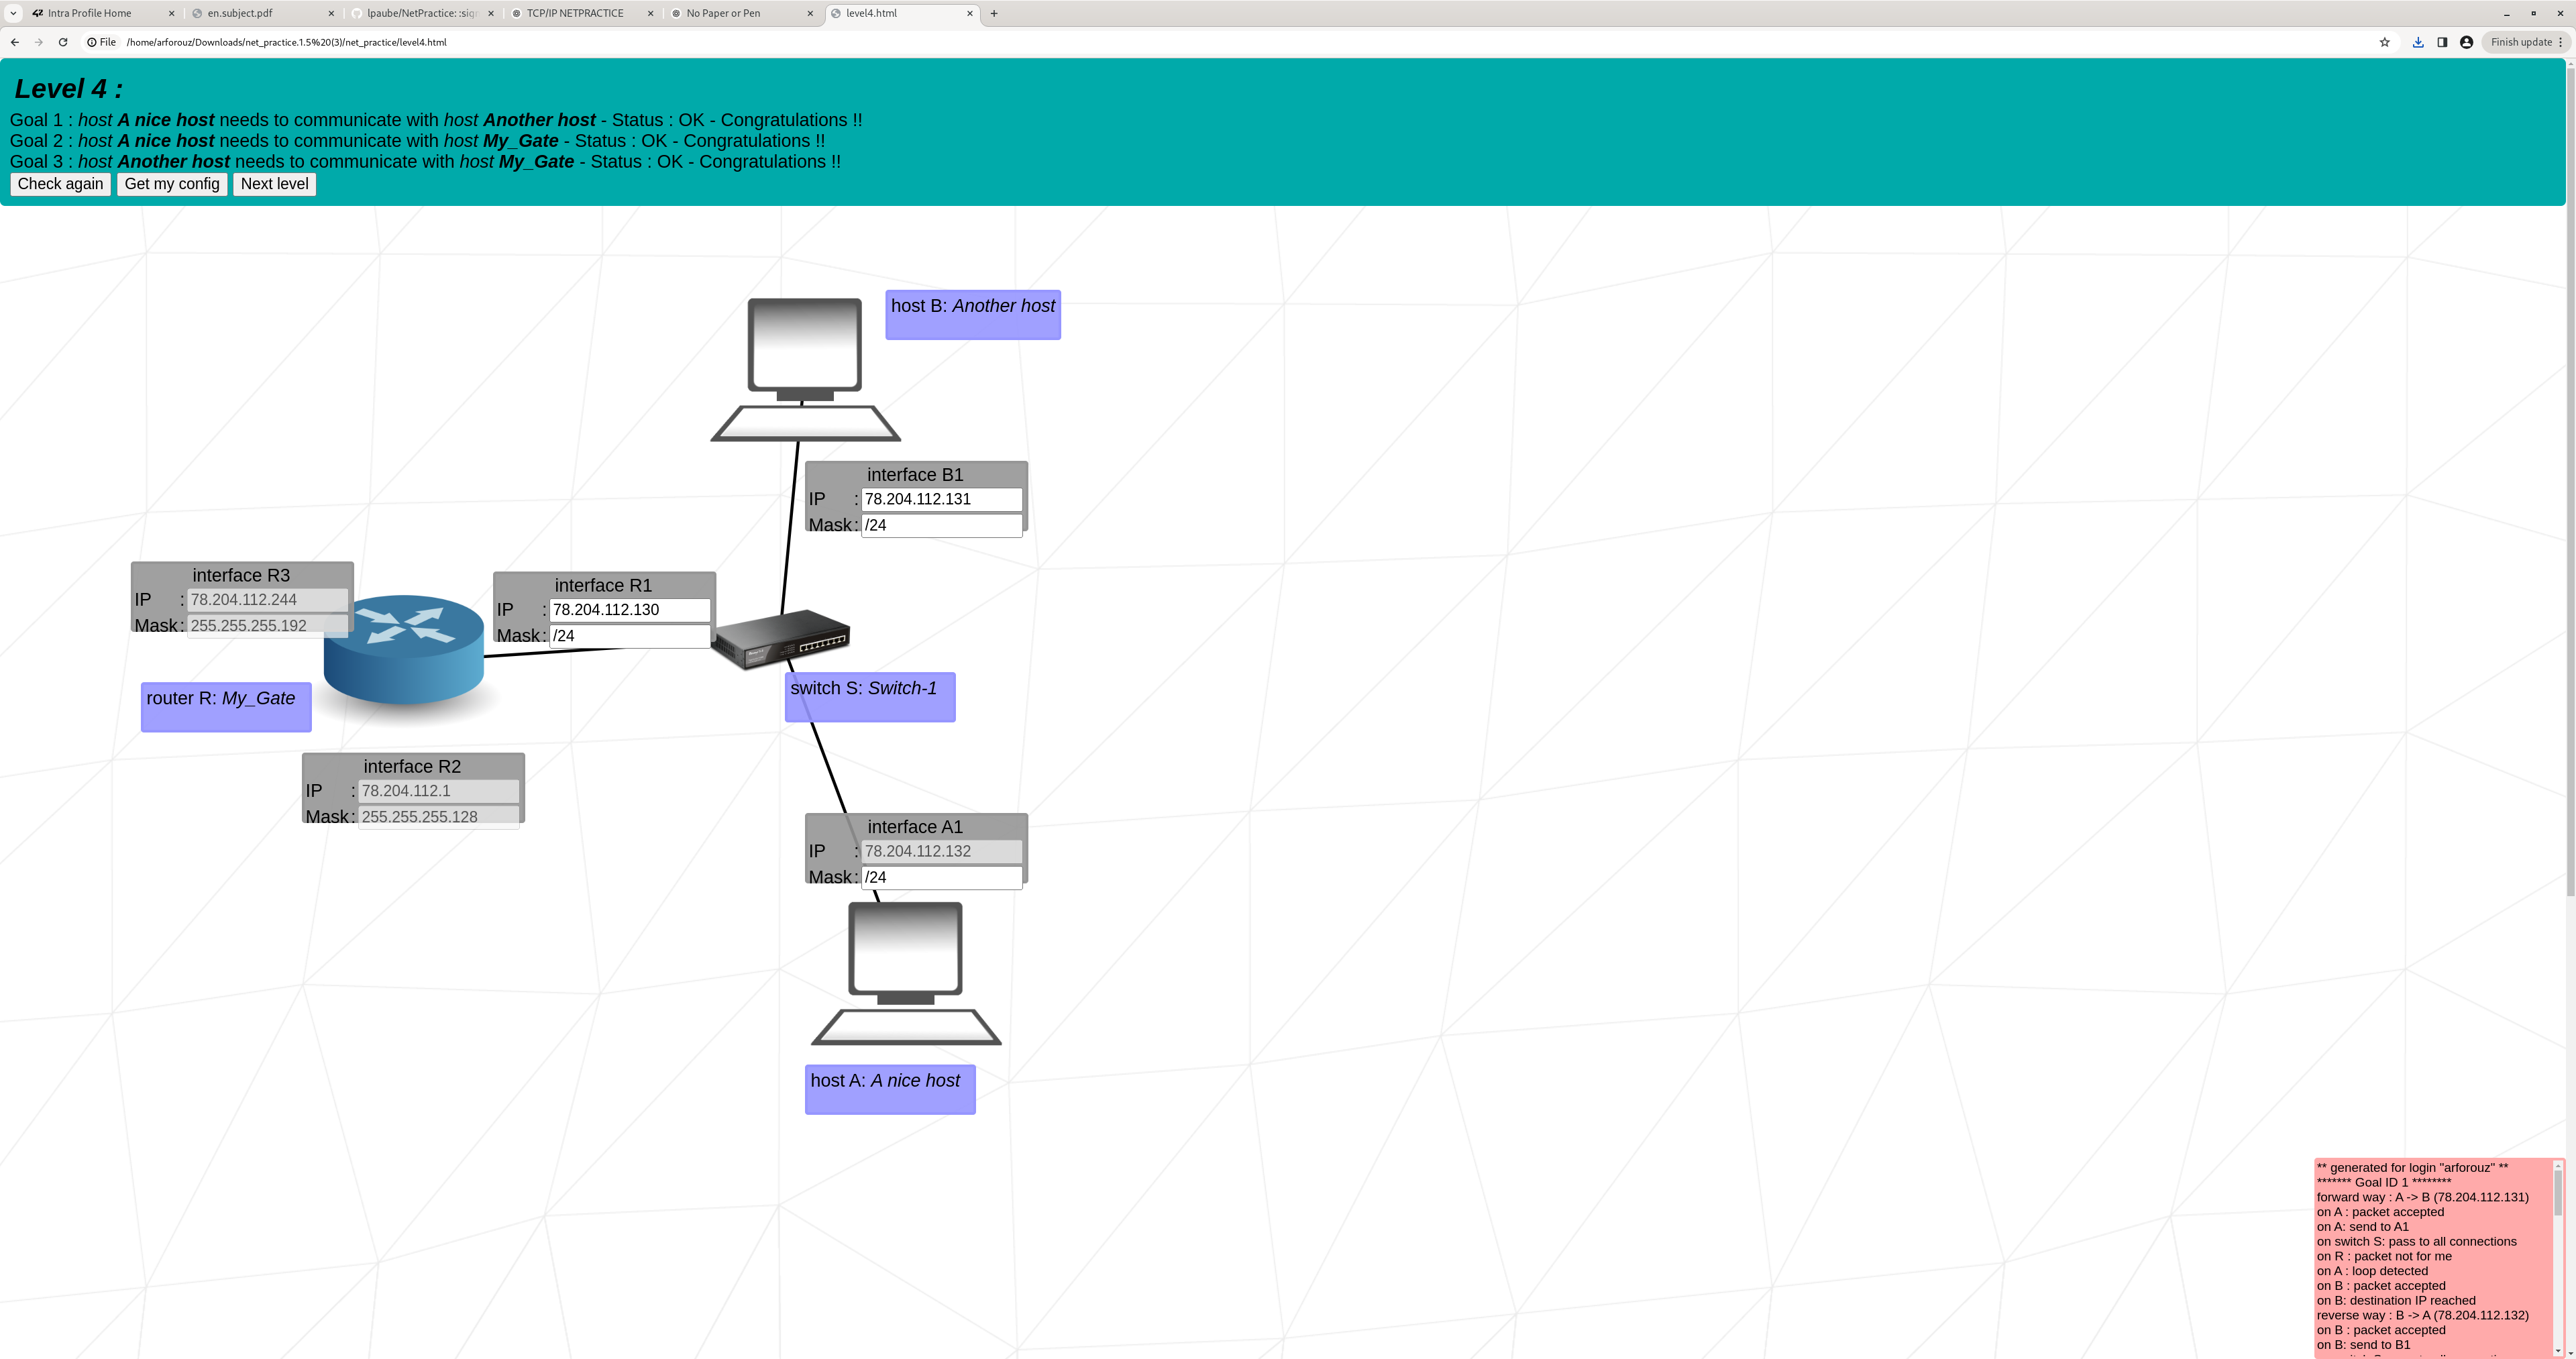 Intra Profile Home
en.subject.pdf
lpaube/NetPractice: :sig
TCP/IP NETPRACTICE
No Paper or Pen
level4.html
File /home/arforouz/Downloads/net_practice.1.5%20(3)/net_practice/level4.html
Finish update
Level 4 :
Goal 1 : host A nice host needs to communicate with host Another host - Status : OK - Congratulations !!
Goal 2 : host A nice host needs to communicate with host My_Gate - Status : OK - Congratulations !!
Goal 3 : host Another host needs to communicate with host My_Gate - Status : OK - Congratulations !!
Check again Get my config Next level
host B: Another host
interface B1
IP : 78.204.112.131
Mask : /24
interface R3
IP : 78.204.112.244
Mask : 255.255.255.192
interface R1
IP : 78.204.112.130
Mask : /24
router R: My_Gate
switch S: Switch-1
interface R2
IP : 78.204.112.1
Mask : 255.255.255.128
interface A1
IP : 78.204.112.132
Mask : /24
host A: A nice host
** generated for login "arforouz" **
******* Goal ID 1 ********
forward way : A -> B (78.204.112.131)
on A : packet accepted
on A: send to A1
on switch S: pass to all connections
on R : packet not for me
on A : loop detected
on B : packet accepted
on B: destination IP reached
reverse way : B -> A (78.204.112.132)
on B : packet accepted
on B: send to B1